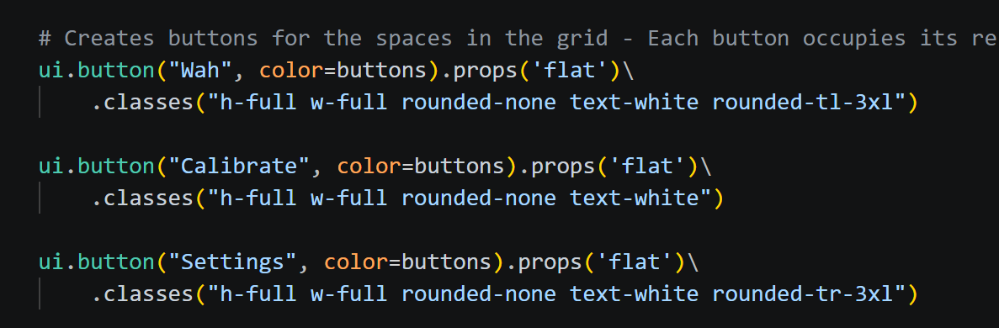 # Creates buttons for the spaces in the grid - Each button occupies its re
ui.button("Wah", color=buttons).props('flat')\
.classes("h-full w-full rounded-none text-white rounded-tl-3xl")
ui.button("Calibrate", color=buttons).props('flat')\
.classes("h-full w-full rounded-none text-white")
ui.button("Settings", color=buttons).props('flat')\
.classes("h-full w-full rounded-none text-white rounded-tr-3xl")